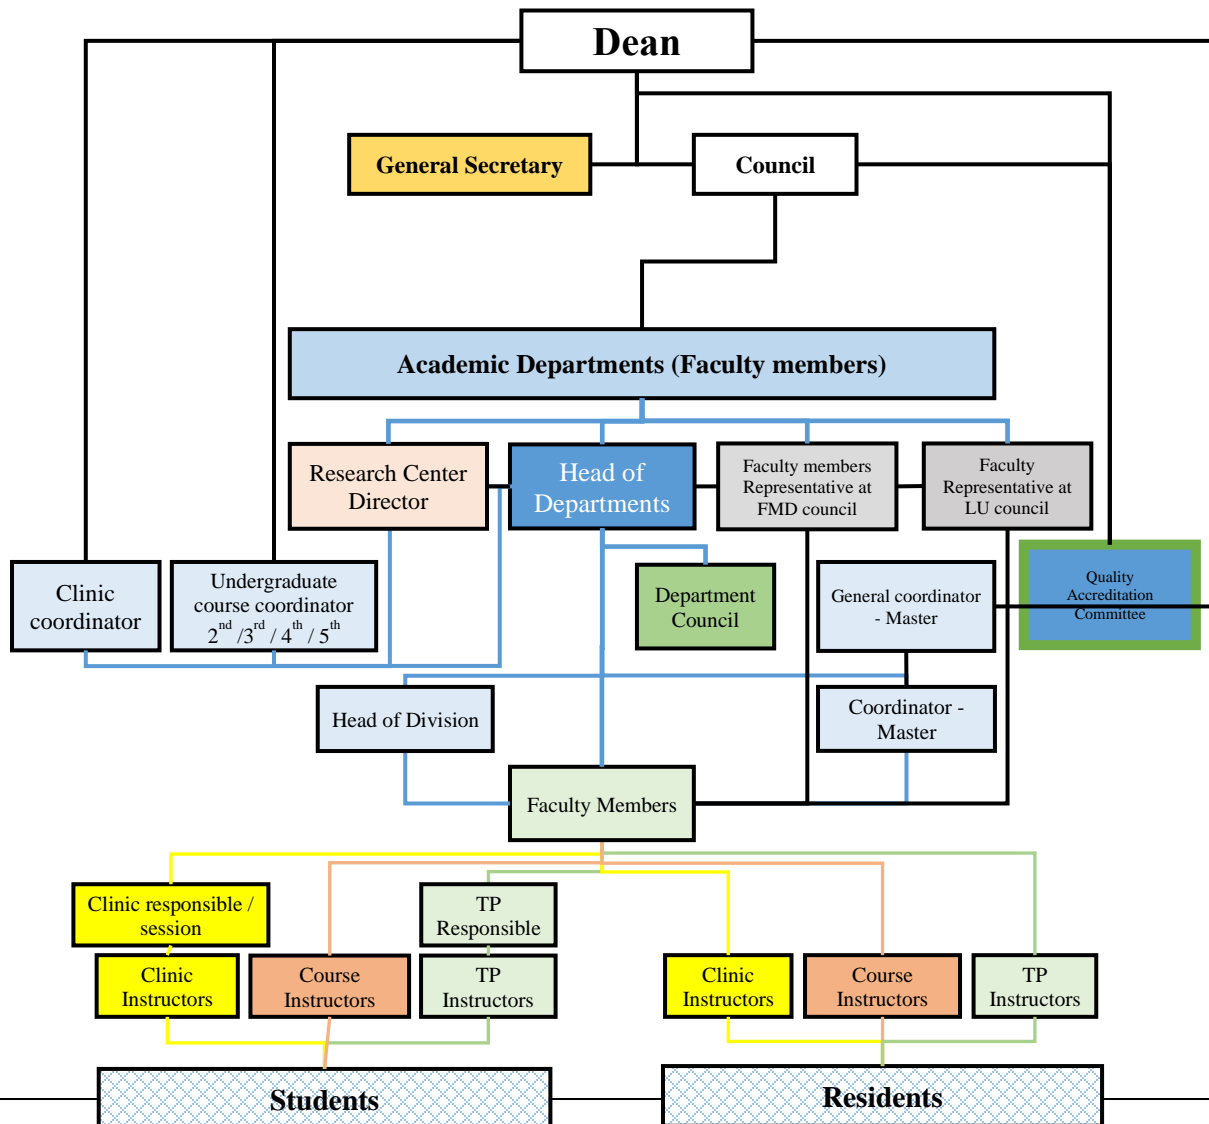 Dean
General Secretary
Council
Academic Departments (Faculty members)
Research Center
Director
Head of
Departments
Faculty members
Representative at
FMD council
Faculty
Representative at
LU council
Clinic
coordinator
Undergraduate
course coordinator
2nd /3rd / 4th / 5th
Department
Council
General coordinator
- Master
Quality
Accreditation
Committee
Head of Division
Coordinator -
Master
Faculty Members
Clinic responsible /
session
TP
Responsible
Clinic
Instructors
Course
Instructors
TP
Instructors
Clinic
Instructors
Course
Instructors
TP
Instructors
Students
Residents